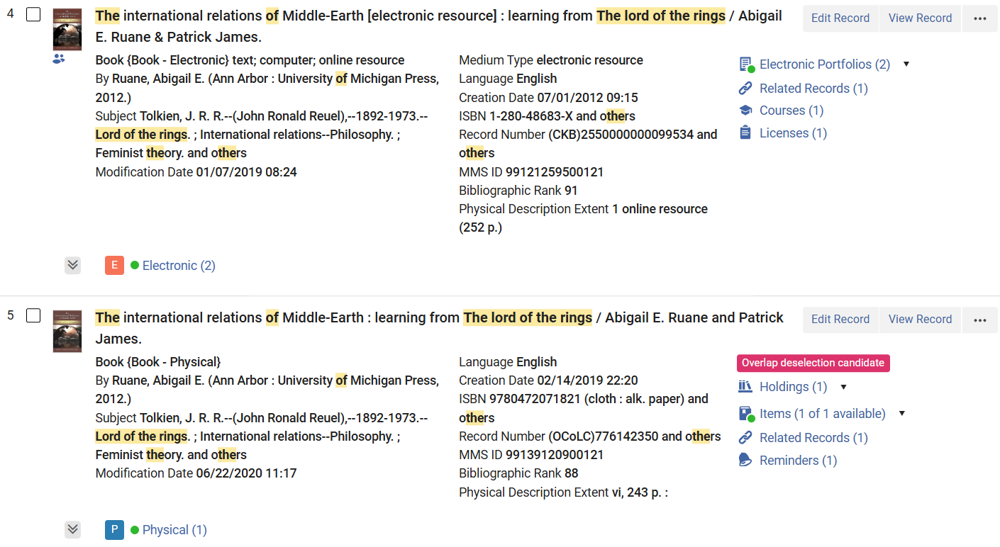 4
The international relations of Middle-Earth [electronic resource] : learning from The lord of the rings / Abigail
E. Ruane & Patrick James.
Edit Record
View Record
Book {Book - Electronic} text; computer; online resource
By Ruane, Abigail E. (Ann Arbor : University of Michigan Press,
2012.)
Subject Tolkien, J. R. R.--(John Ronald Reuel),--1892-1973.--
Lord of the rings. ; International relations--Philosophy. ;
Feminist theory. and others
Modification Date 01/07/2019 08:24
Medium Type electronic resource
Language English
Creation Date 07/01/2012 09:15
ISBN 1-280-48683-X and others
Record Number (CKB)2550000000099534 and
others
MMS ID 99121259500121
Bibliographic Rank 91
Physical Description Extent 1 online resource
(252 p.)
Electronic Portfolios (2)
Related Records (1)
Courses (1)
Licenses (1)
E Electronic (2)
5
The international relations of Middle-Earth : learning from The lord of the rings / Abigail E. Ruane and Patrick
James.
Edit Record
View Record
Book {Book - Physical}
By Ruane, Abigail E. (Ann Arbor : University of Michigan Press,
2012.)
Subject Tolkien, J. R. R.--(John Ronald Reuel),--1892-1973.--
Lord of the rings. ; International relations--Philosophy. ;
Feminist theory. and others
Modification Date 06/22/2020 11:17
Language English
Creation Date 02/14/2019 22:20
ISBN 9780472071821 (cloth : alk. paper) and
others
Record Number (OCoLC)776142350 and others
MMS ID 99139120900121
Bibliographic Rank 88
Physical Description Extent vi, 243 p. :
Overlap deselection candidate
Holdings (1)
Items (1 of 1 available)
Related Records (1)
Reminders (1)
P Physical (1)